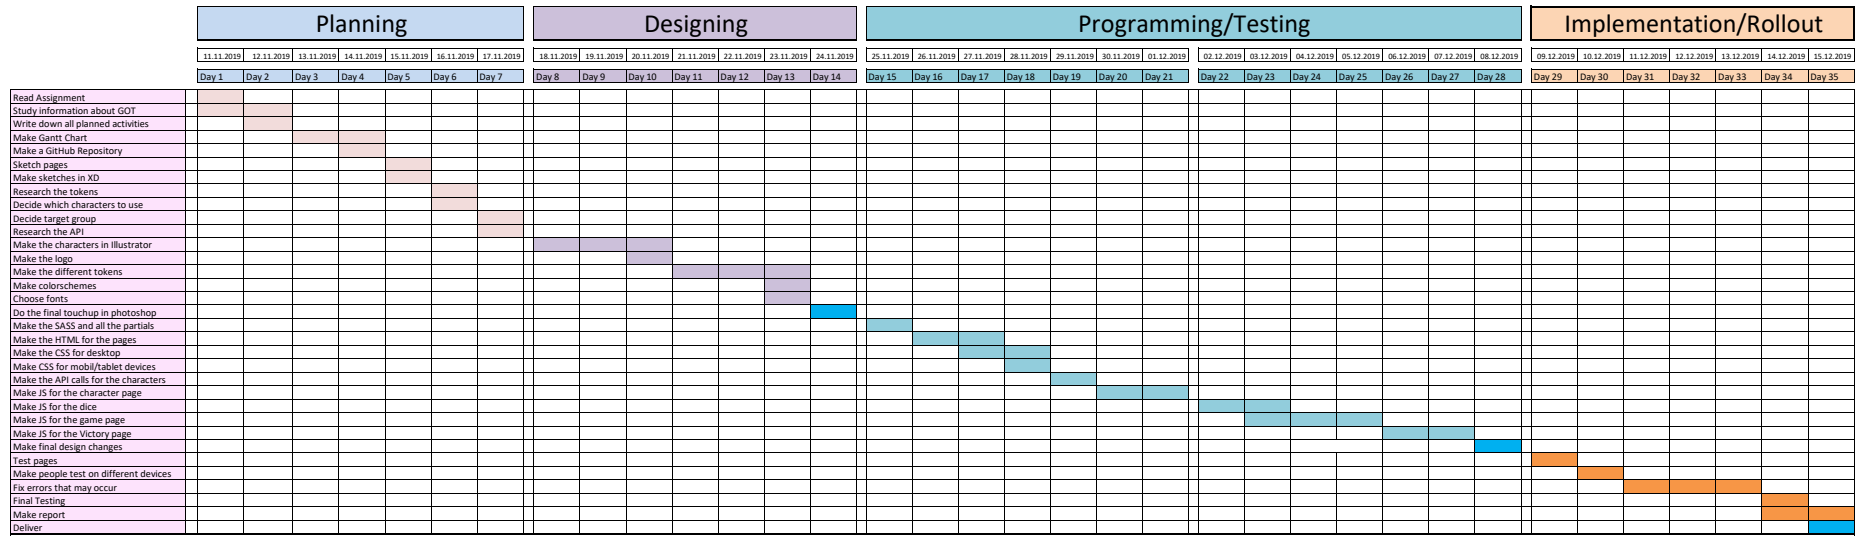 Planning Designing Programming/Testing Implementation/Rollout
11.11.2019 12.11.2019 13.11.2019 14.11.2019 15.11.2019 16.11.2019 17.11.2019 18.11.2019 19.11.2019 20.11.2019 21.11.2019 22.11.2019 23.11.2019 24.11.2019 25.11.2019 26.11.2019 27.11.2019 28.11.2019 29.11.2019 30.11.2019 01.12.2019 02.12.2019 03.12.2019 04.12.2019 05.12.2019 06.12.2019 07.12.2019 08.12.2019 09.12.2019 10.12.2019 11.12.2019 12.12.2019 13.12.2019 14.12.2019 15.12.2019
Day 1 Day 2 Day 3 Day 4 Day 5 Day 6 Day 7 Day 8 Day 9 Day 10 Day 11 Day 12 Day 13 Day 14 Day 15 Day 16 Day 17 Day 18 Day 19 Day 20 Day 21 Day 22 Day 23 Day 24 Day 25 Day 26 Day 27 Day 28 Day 29 Day 30 Day 31 Day 32 Day 33 Day 34 Day 35
Read Assignment
Study information about GOT
Write down all planned activities
Make Gantt Chart
Make a GitHub Repository
Sketch pages
Make sketches in XD
Research the tokens
Decide which characters to use
Decide target group
Research the API
Make the characters in Illustrator
Make the logo
Make the different tokens
Make colorschemes
Choose fonts
Do the final touchup in photoshop
Make the SASS and all the partials
Make the HTML for the pages
Make the CSS for desktop
Make CSS for mobil/tablet devices
Make the API calls for the characters
Make JS for the character page
Make JS for the dice
Make JS for the game page
Make JS for the Victory page
Make final design changes
Test pages
Make people test on different devices
Fix errors that may occur
Final Testing
Make report
Deliver